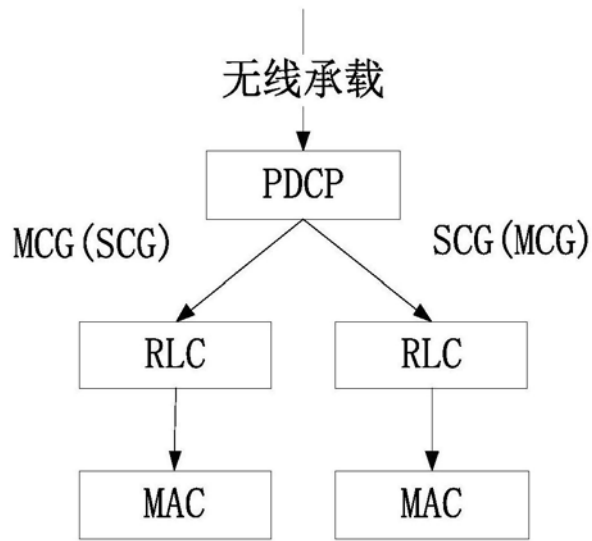 无线承载
PDCP
MCG(SCG)
SCG(MCG)
RLC
RLC
MAC
MAC